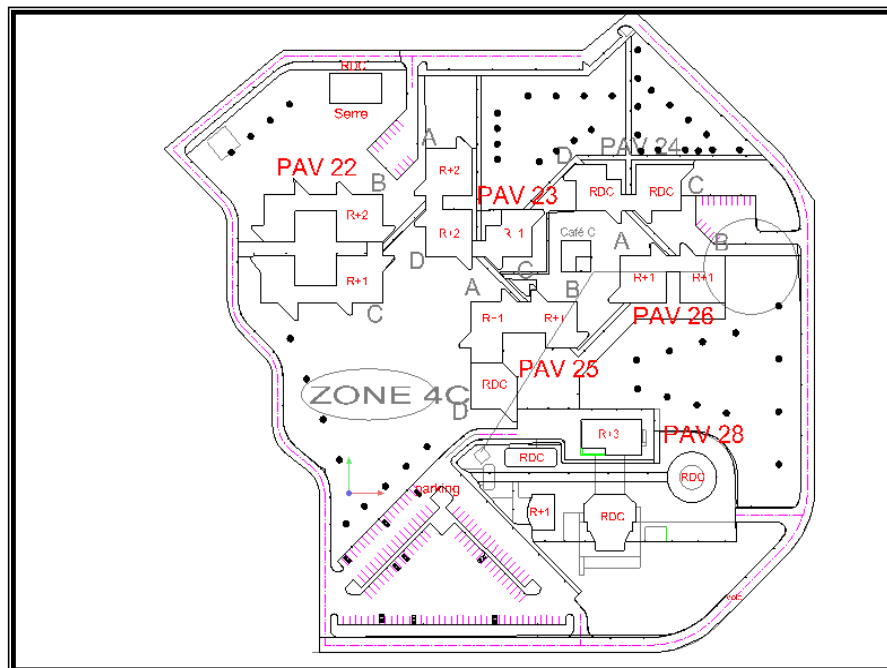 RDC
Serre
A
R+2
PAV 22
B
R+2
R+2
D
R+1
C
PAV 23
R+1
C
PAV 24
D
RDC
RDC
C
Café C
A
B
R+1
R+1
PAV 26
A
B
R+1
R+1
PAV 25
RDC
D
ZONE 4C
R+3
PAV 28
RDC
RDC
parking
R+1
RDC